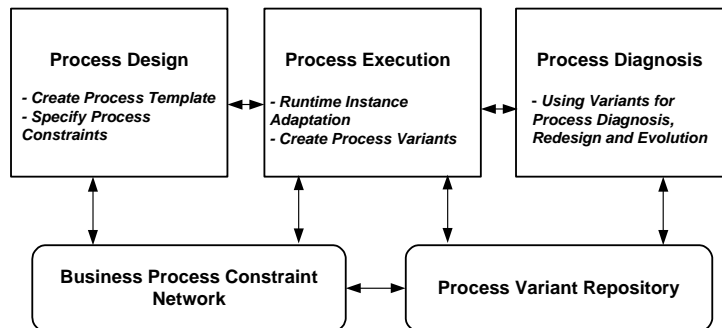 Process Design
- Create Process Template
- Specify Process
Constraints
Process Execution
- Runtime Instance
Adaptation
- Create Process Variants
Process Diagnosis
- Using Variants for
Process Diagnosis,
Redesign and Evolution
Business Process Constraint
Network
Process Variant Repository